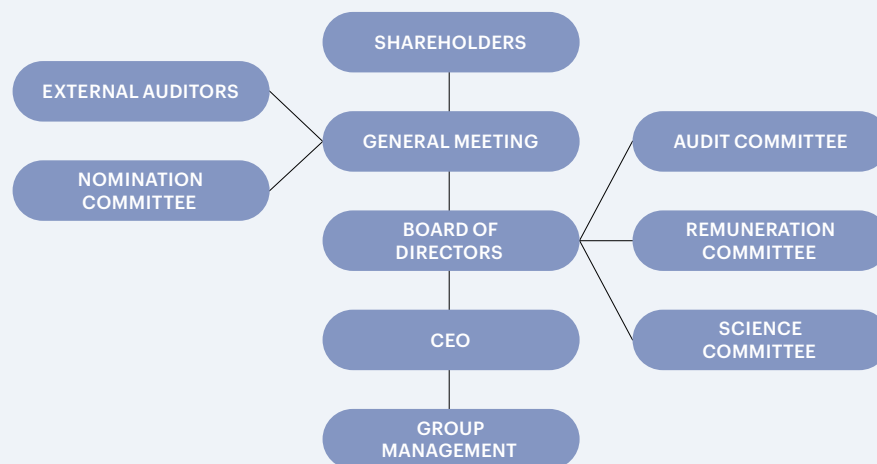 SHAREHOLDERS
EXTERNAL AUDITORS
GENERAL MEETING
AUDIT COMMITTEE
NOMINATION
COMMITTEE
BOARD OF
DIRECTORS
REMUNERATION
COMMITTEE
CEO
SCIENCE
COMMITTEE
GROUP
MANAGEMENT